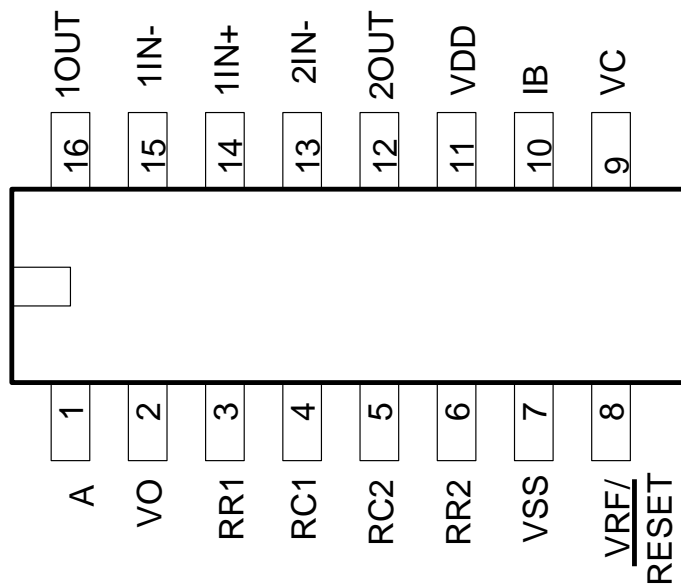 1OUT
1IN-
1IN+
2IN-
2OUT
VDD
IB
VC
16
15
14
13
12
11
10
9
1
2
3
4
5
6
7
8
A
VO
RR1
RC1
RC2
RR2
VSS
VRF/
RESET